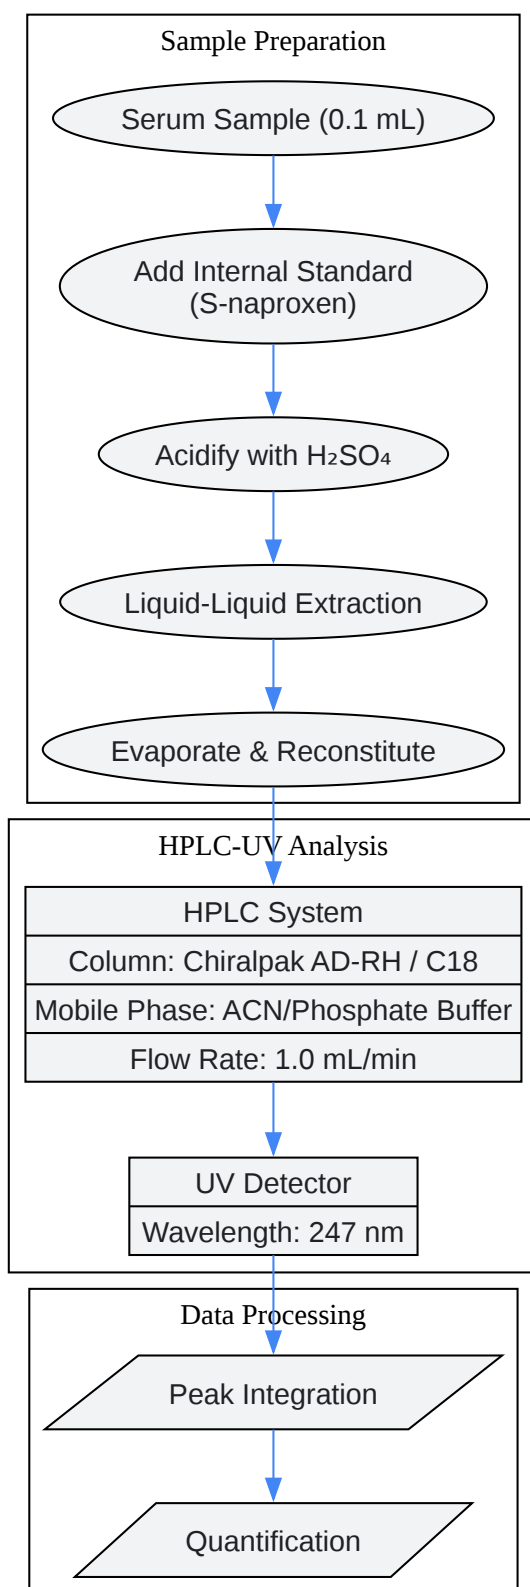 Sample Preparation
Serum Sample (0.1 mL)
Add Internal Standard
(S-naproxen)
Acidify with H₂SO₄
Liquid-Liquid Extraction
Evaporate & Reconstitute
HPLC-UV Analysis
HPLC System
Column: Chiralpak AD-RH / C18
Mobile Phase: ACN/Phosphate Buffer
Flow Rate: 1.0 mL/min
UV Detector
Wavelength: 247 nm
Data Processing
Peak Integration
Quantification